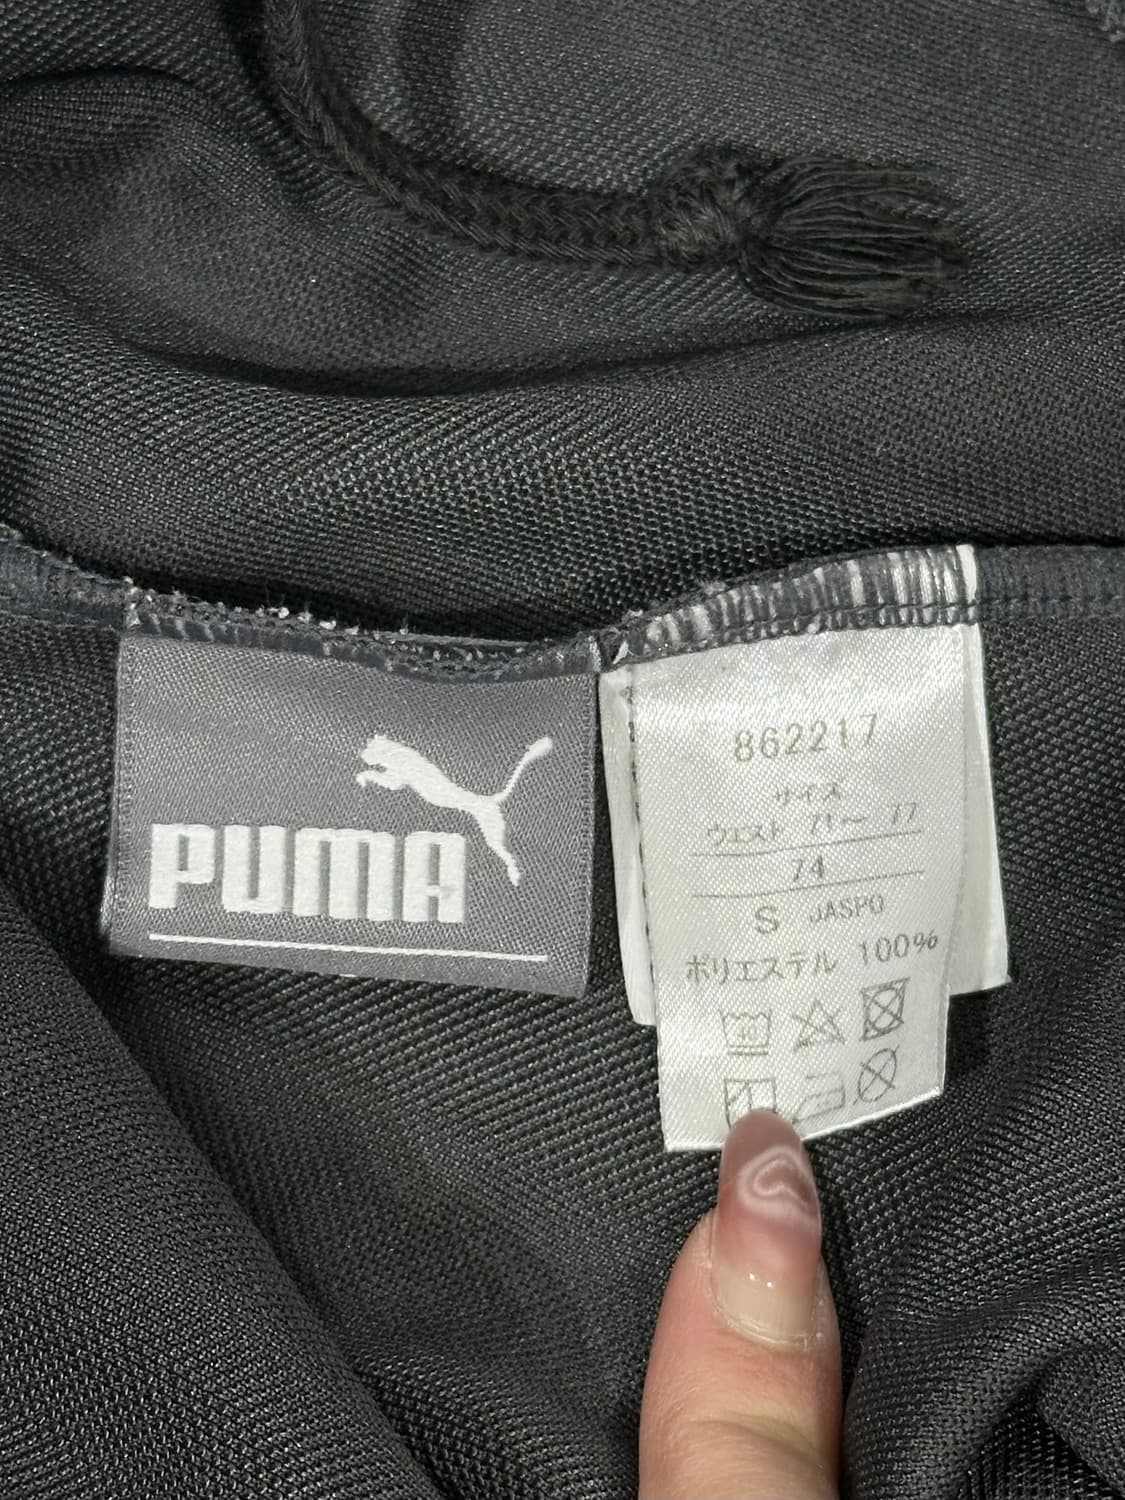 PUMA
862217
サイズ
ウエスト 71～ 77
74
S JASPO
ポリエステル 100%